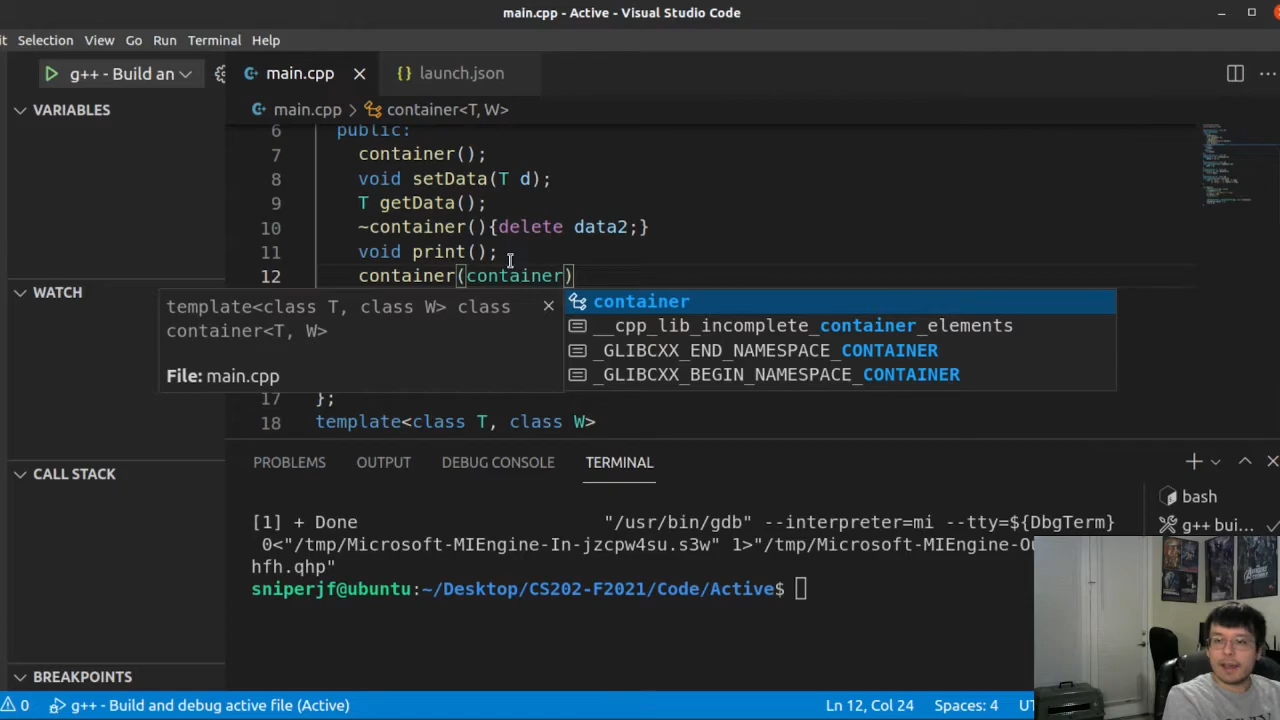 main.cpp - Active - Visual Studio Code
it Selection View Go Run Terminal Help
g++ - Build an
main.cpp
launch.json
VARIABLES
main.cpp > container<T, W>
6 public:
7 container();
8 void setData(T d);
9 T getData();
10 ~container(){delete data2;}
11 void print();
12 container(container)
WATCH
template<class T, class W> class
container<T, W>
File: main.cpp
container
__cpp_lib_incomplete_container_elements
_GLIBCXX_END_NAMESPACE_CONTAINER
_GLIBCXX_BEGIN_NAMESPACE_CONTAINER
17 };
18 template<class T, class W>
CALL STACK
PROBLEMS OUTPUT DEBUG CONSOLE TERMINAL
bash
g++ bui...
[1] + Done "/usr/bin/gdb" --interpreter=mi --tty=${DbgTerm}
0<"/tmp/Microsoft-MIEngine-In-jzcpw4su.s3w" 1>"/tmp/Microsoft-MIEngine-Ou
hfh.qhp"
sniperjf@ubuntu:~/Desktop/CS202-F2021/Code/Active$
BREAKPOINTS
0 Build and debug active file (Active) Ln 12, Col 24 Spaces: 4 UT